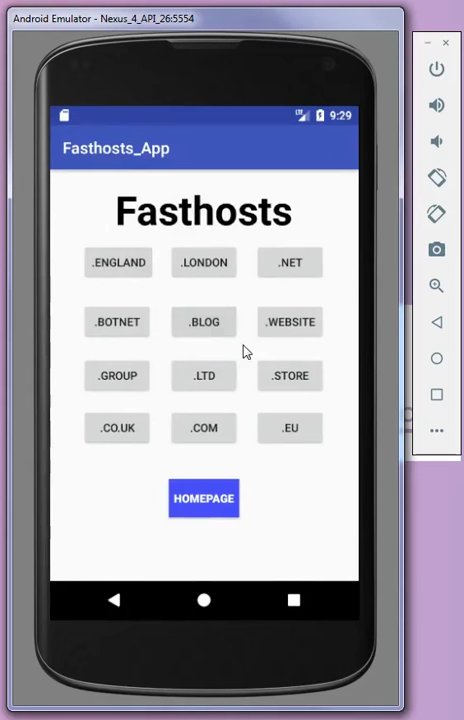 Android Emulator - Nexus_4_API_26:5554
LTE 9:29
Fasthosts_App
Fasthosts
.ENGLAND .LONDON .NET
.BOTNET .BLOG .WEBSITE
.GROUP .LTD .STORE
.CO.UK .COM .EU
HOMEPAGE